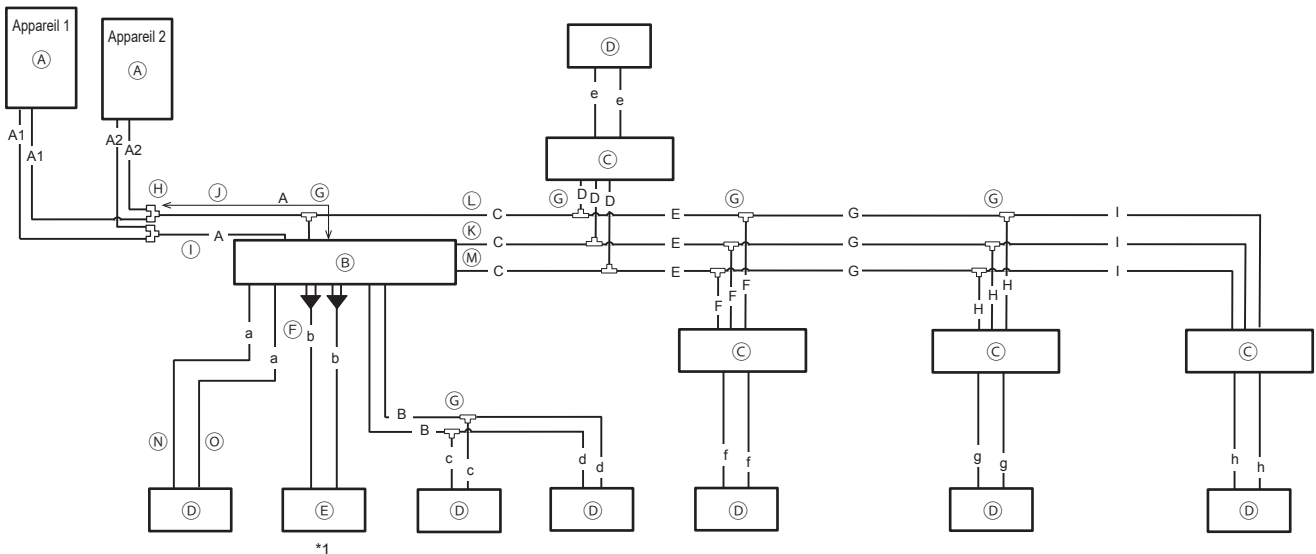 Appareil 1
Appareil 2
Ⓐ
Ⓐ
Ⓓ
e e
A1 A1
A2 A2
Ⓒ
Ⓗ Ⓙ Ⓖ
A
Ⓛ Ⓖ D D D Ⓖ Ⓖ
C E G I
Ⓘ A Ⓚ C E G I
Ⓑ Ⓜ C E G I
F F F
H H H
a a Ⓕ b b
Ⓒ Ⓒ Ⓒ
B Ⓖ
B
Ⓝ Ⓞ
c c d d f f g g h h
Ⓓ Ⓔ Ⓓ Ⓓ Ⓓ Ⓓ Ⓓ
*1